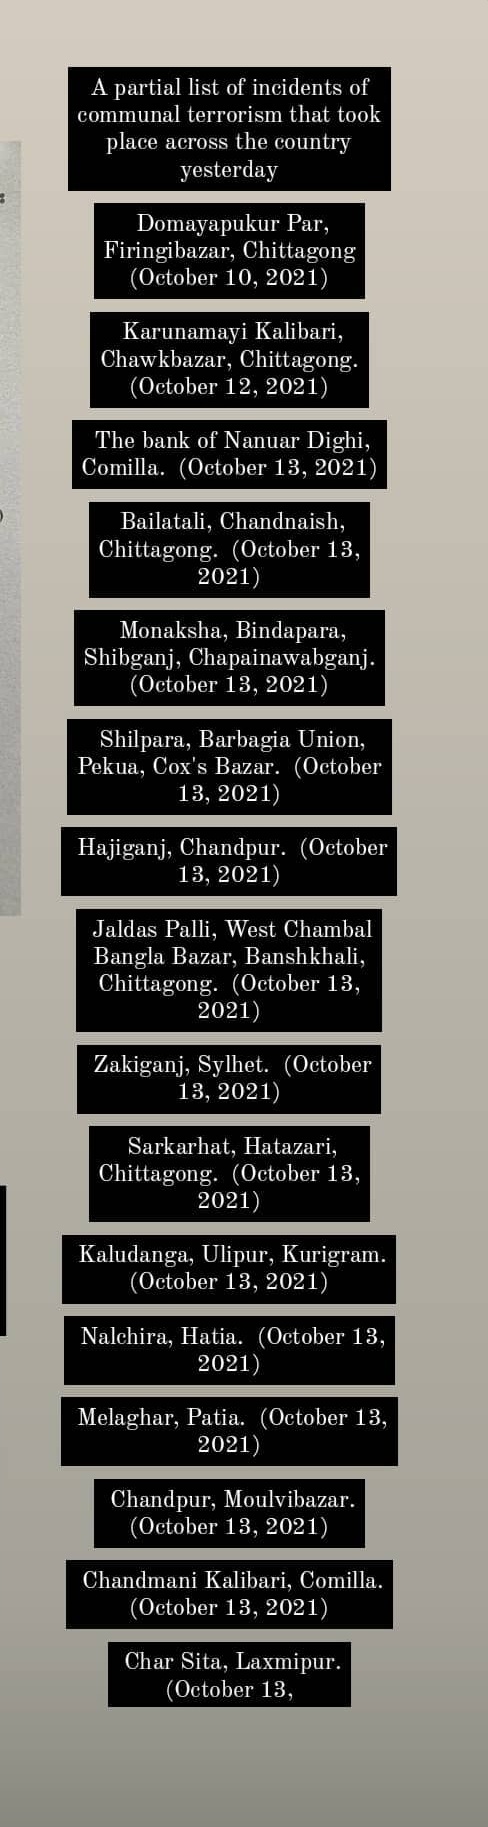 A partial list of incidents of
communal terrorism that took
place across the country
yesterday
Domayapukur Par,
Firingibazar, Chittagong
(October 10, 2021)
Karunamayi Kalibari,
Chawkbazar, Chittagong.
(October 12, 2021)
The bank of Nanuar Dighi,
Comilla. (October 13, 2021)
Bailatali, Chandnaish,
Chittagong. (October 13,
2021)
Monaksha, Bindapara,
Shibganj, Chapainawabganj.
(October 13, 2021)
Shilpara, Barbagia Union,
Pekua, Cox's Bazar. (October
13, 2021)
Hajiganj, Chandpur. (October
13, 2021)
Jaldas Palli, West Chambal
Bangla Bazar, Banshkhali,
Chittagong. (October 13,
2021)
Zakiganj, Sylhet. (October
13, 2021)
Sarkarhat, Hatazari,
Chittagong. (October 13,
2021)
Kaludanga, Ulipur, Kurigram.
(October 13, 2021)
Nalchira, Hatia. (October 13,
2021)
Melaghar, Patia. (October 13,
2021)
Chandpur, Moulvibazar.
(October 13, 2021)
Chandmani Kalibari, Comilla.
(October 13, 2021)
Char Sita, Laxmipur.
(October 13,